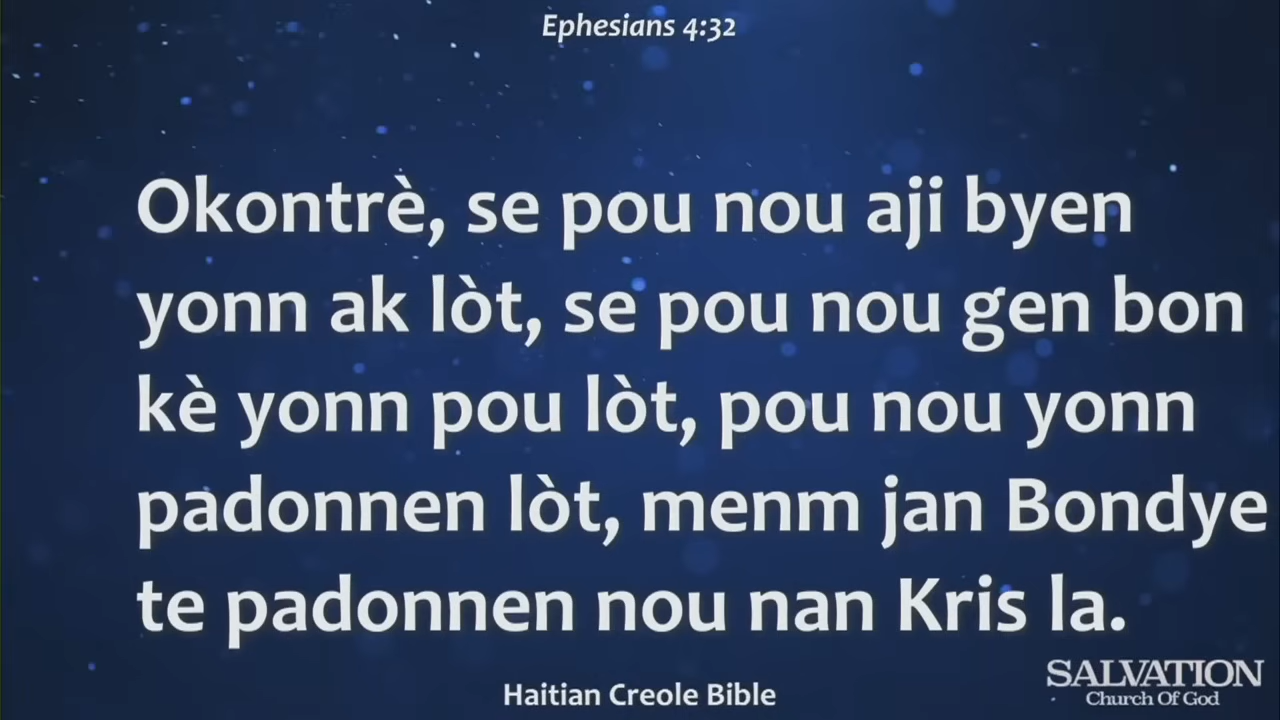 Ephesians 4:32
Okontrè, se pou nou aji byen
yonn ak lòt, se pou nou gen bon
kè yonn pou lòt, pou nou yonn
padonnen lòt, menm jan Bondye
te padonnen nou nan Kris la.
Haitian Creole Bible
SALVATION
Church Of God